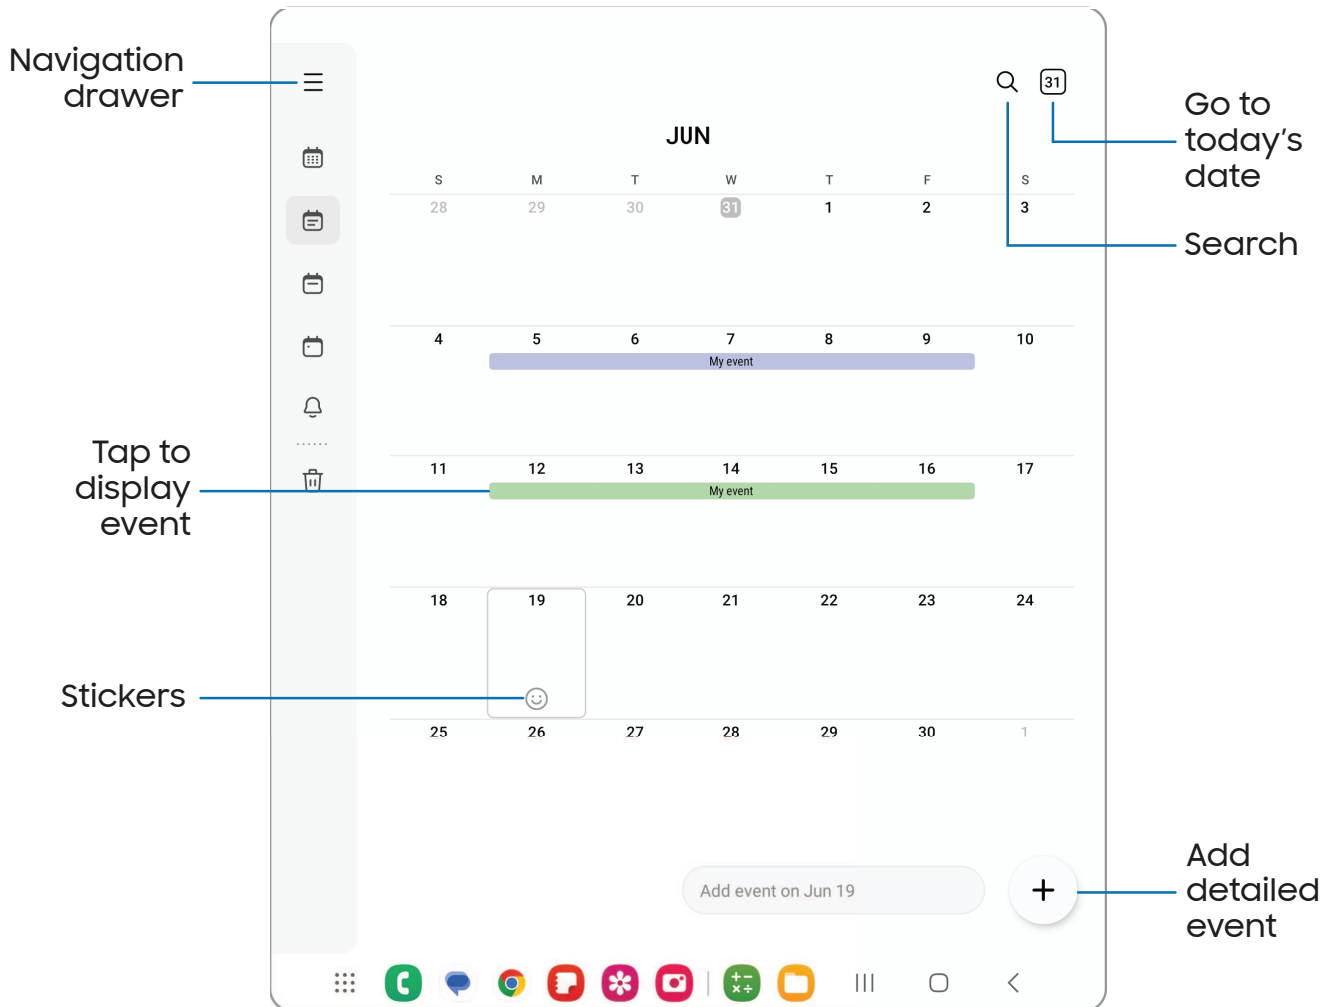 Navigation
drawer
31
Go to
today's
date
JUN
S M T W T F S
28 29 30 31 1 2 3
Search
4 5 6 7 8 9 10
My event
Tap to
display
event
11 12 13 14 15 16 17
My event
18 19 20 21 22 23 24
Stickers
25 26 27 28 29 30 1
Add event on Jun 19
Add
detailed
event